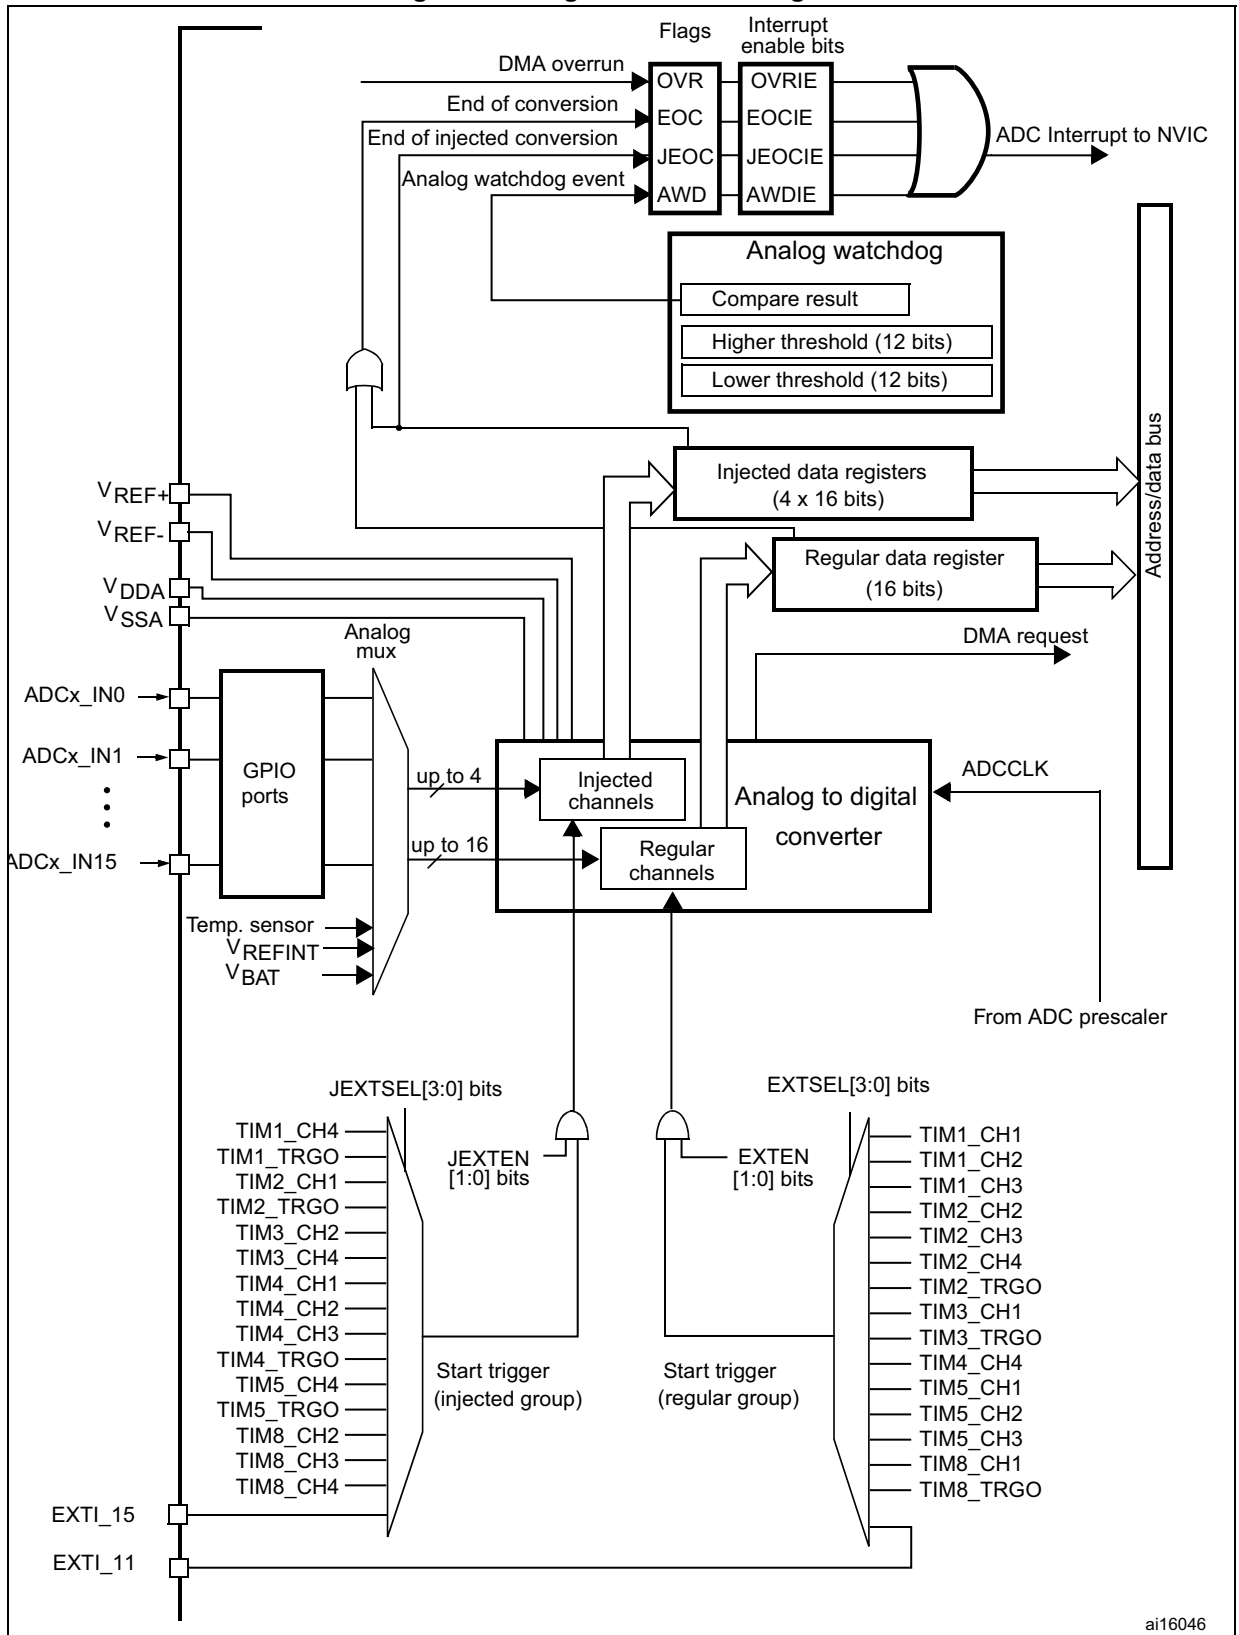 Flags
Interrupt
enable bits
DMA overrun
OVR
OVRIE
End of conversion
EOC
EOCIE
End of injected conversion
JEOC
JEOCIE
ADC Interrupt to NVIC
Analog watchdog event
AWD
AWDIE
Analog watchdog
Compare result
Higher threshold (12 bits)
Lower threshold (12 bits)
Address/data bus
Injected data registers
(4 x 16 bits)
VREF+
VREF-
VDDA
VSSA
Regular data register
(16 bits)
DMA request
Analog
mux
ADCx_IN0
ADCx_IN1
ADCx_IN15
GPIO
ports
up to 4
up to 16
Injected
channels
Regular
channels
Analog to digital
converter
ADCCLK
Temp. sensor
VREFINT
VBAT
From ADC prescaler
JEXTSEL[3:0] bits
EXTSEL[3:0] bits
TIM1_CH4
TIM1_TRGO
TIM2_CH1
TIM2_TRGO
TIM3_CH2
TIM3_CH4
TIM4_CH1
TIM4_CH2
TIM4_CH3
TIM4_TRGO
TIM5_CH4
TIM5_TRGO
TIM8_CH2
TIM8_CH3
TIM8_CH4
JEXTEN
[1:0] bits
EXTEN
[1:0] bits
Start trigger
(injected group)
Start trigger
(regular group)
TIM1_CH1
TIM1_CH2
TIM1_CH3
TIM2_CH2
TIM2_CH3
TIM2_CH4
TIM2_TRGO
TIM3_CH1
TIM3_TRGO
TIM4_CH4
TIM5_CH1
TIM5_CH2
TIM5_CH3
TIM8_CH1
TIM8_TRGO
EXTI_15
EXTI_11
ai16046